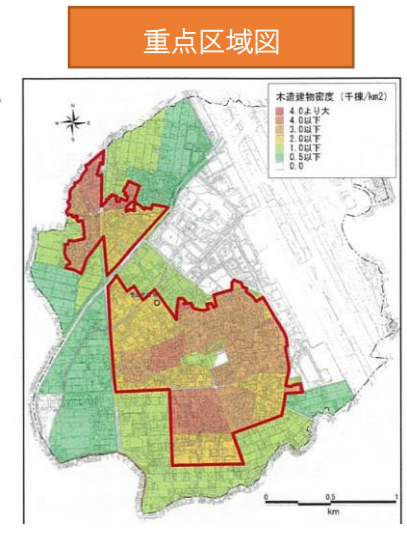 重点区域図
木造建物密度（千棟/km2）
4.0より大
4.0以下
3.0以下
2.0以下
1.0以下
0.5以下
0.0
0 0.5 1
km